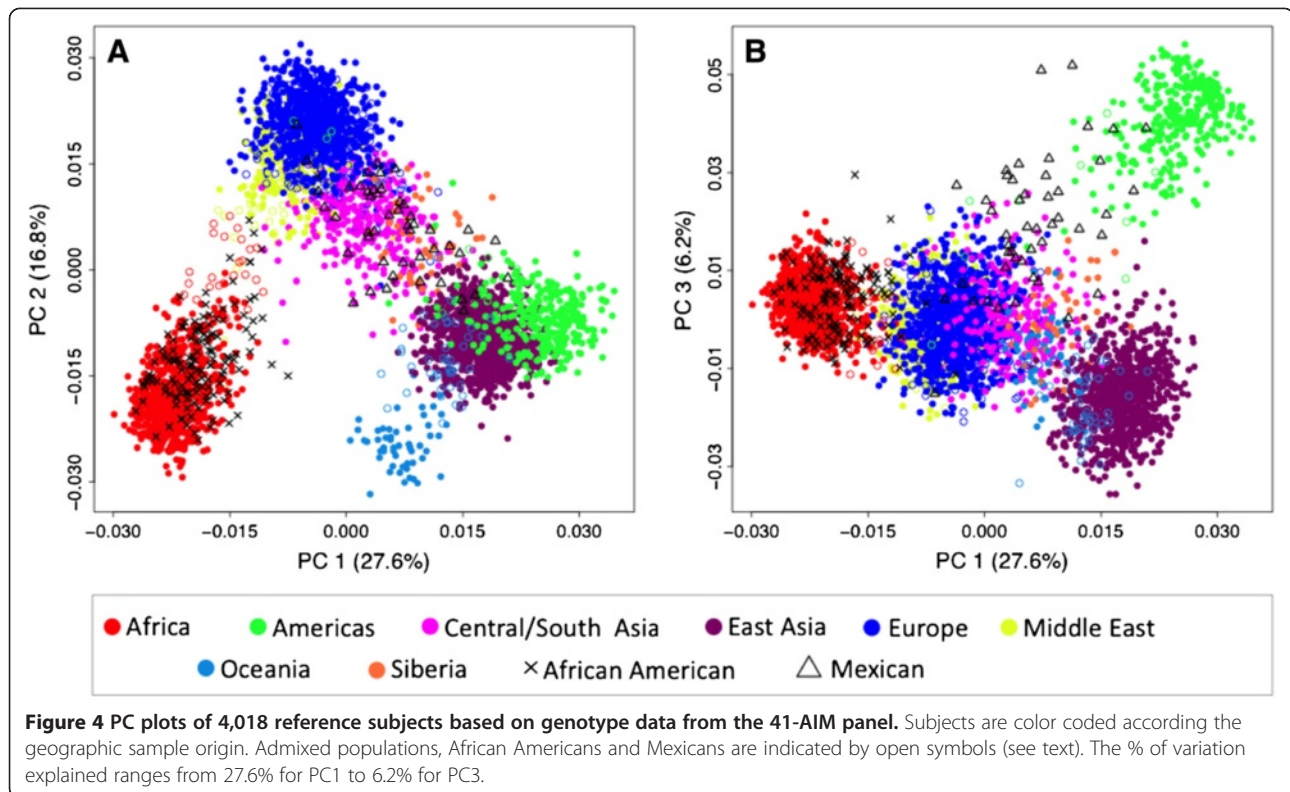 A
B
0.030
0.015
0.000
−0.015
−0.030
PC 2 (16.8%)
−0.030
−0.015
0.000
0.015
0.030
PC 1 (27.6%)
0.05
0.03
0.01
−0.01
−0.03
PC 3 (6.2%)
−0.030
−0.015
0.000
0.015
0.030
PC 1 (27.6%)
Africa Americas Central/South Asia East Asia Europe Middle East
Oceania Siberia African American Mexican
Figure 4 PC plots of 4,018 reference subjects based on genotype data from the 41-AIM panel. Subjects are color coded according the
geographic sample origin. Admixed populations, African Americans and Mexicans are indicated by open symbols (see text). The % of variation
explained ranges from 27.6% for PC1 to 6.2% for PC3.